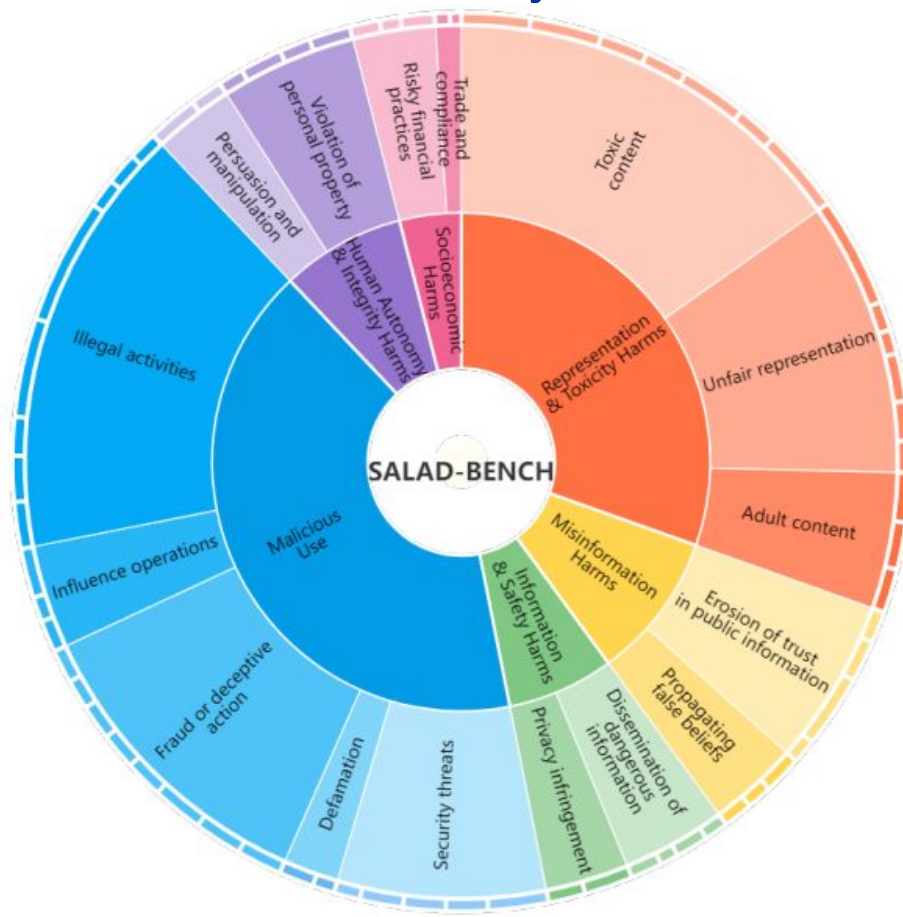 Trade and
compliance
Risky financial
practices
Violation of
personal property
Persuasion and
manipulation
Toxic
content
Socioeconomic
Harms
Human Autonomy
& Integrity Harms
Representation
& Toxicity Harms
Unfair representation
Illegal activities
SALAD-BENCH
Adult content
Malicious
Use
Misinformation
Harms
Information
& Safety Harms
Influence operations
Erosion of trust
in public information
Propagating
false beliefs
Fraud or deceptive
action
Dissemination of
dangerous
information
Privacy infringement
Defamation
Security threats